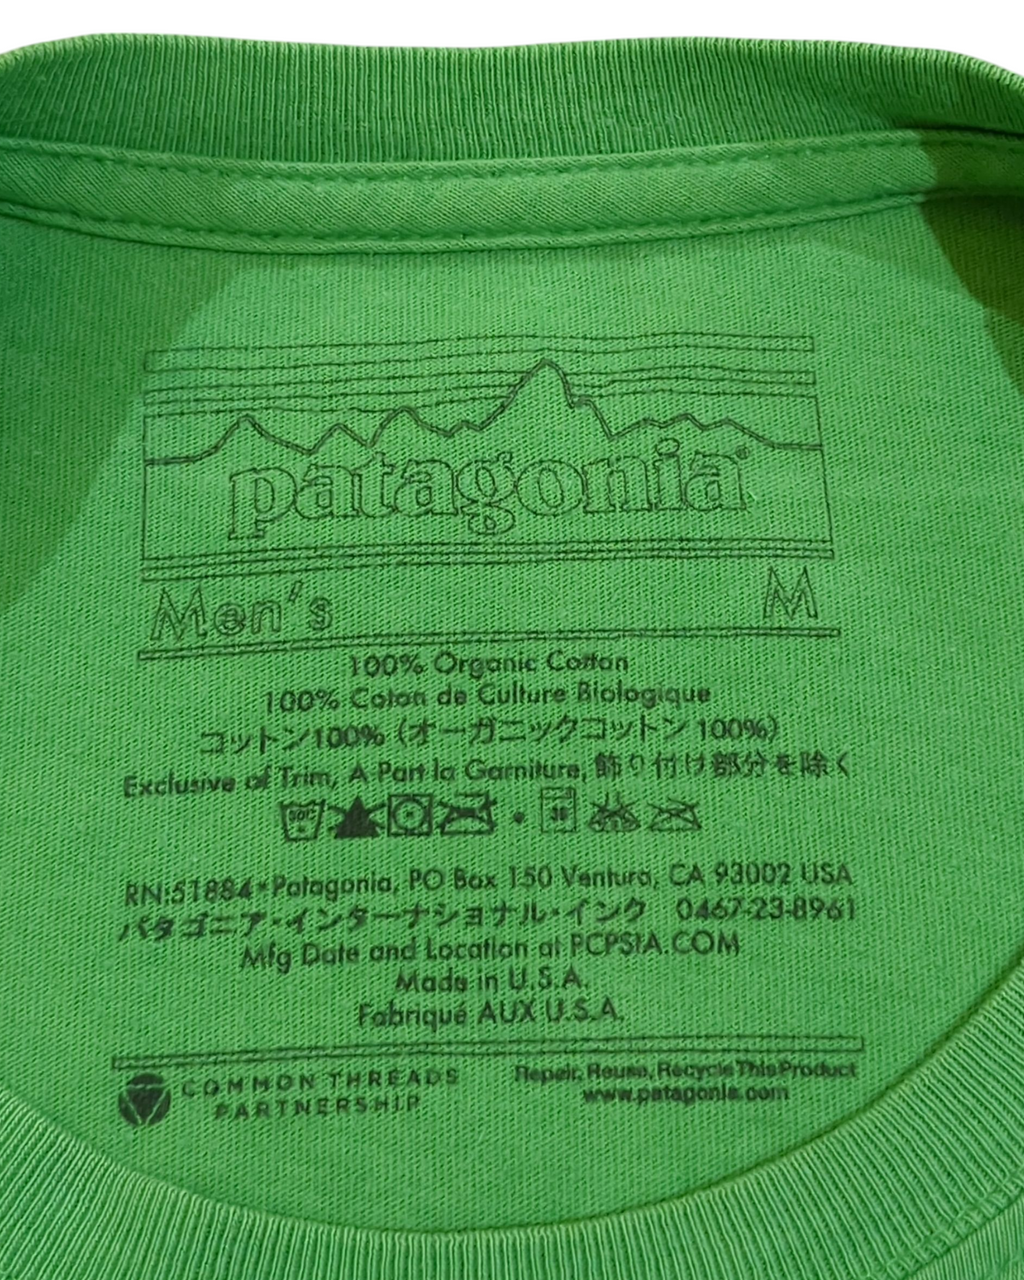 patagonia®
Men's M
100% Organic Cotton
100% Coton de Culture Biologique
コットン100% (オーガニックコットン 100%)
Exclusive of Trim, A Part la Garniture, 飾り付け部分を除く
RN:51884*Patagonia, PO Box 150 Ventura, CA 93002 USA
パタゴニア・インターナショナル・インク 0467-23-8961
Mfg Date and Location at PCPSIA.COM
Made in U.S.A.
Fabriqué AUX U.S.A.
COMMON THREADS
PARTNERSHIP
Repair, Reuse, Recycle This Product
www.patagonia.com